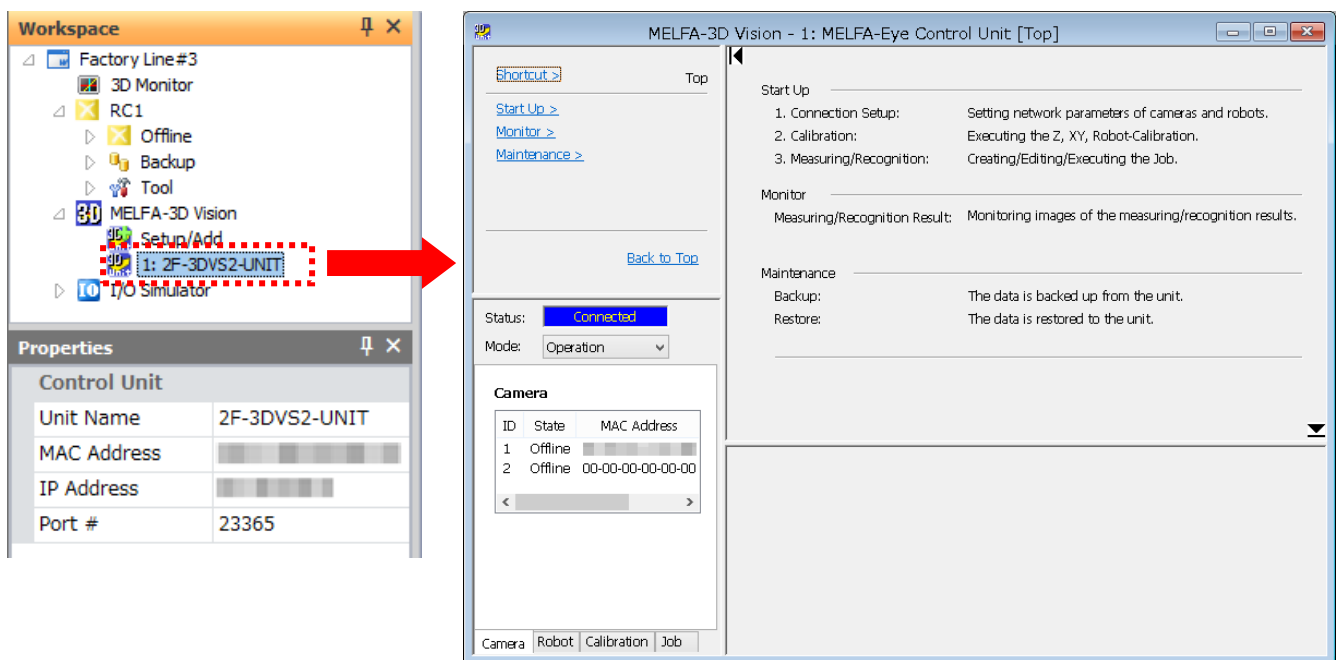 Workspace
Factory Line#3
3D Monitor
RC1
Offline
Backup
Tool
MELFA-3D Vision
Setup/Add
1: 2F-3DVS2-UNIT
I/O Simulator
Properties
Control Unit
Unit Name 2F-3DVS2-UNIT
MAC Address
IP Address
Port # 23365
MELFA-3D Vision - 1: MELFA-Eye Control Unit [Top]
Shortcut > Top
Start Up >
Monitor >
Maintenance >
Back to Top
Status: Connected
Mode: Operation
Camera
ID State MAC Address
1 Offline
2 Offline 00-00-00-00-00-00
Camera Robot Calibration Job
Start Up
1. Connection Setup: Setting network parameters of cameras and robots.
2. Calibration: Executing the Z, XY, Robot-Calibration.
3. Measuring/Recognition: Creating/Editing/Executing the Job.
Monitor
Measuring/Recognition Result: Monitoring images of the measuring/recognition results.
Maintenance
Backup: The data is backed up from the unit.
Restore: The data is restored to the unit.